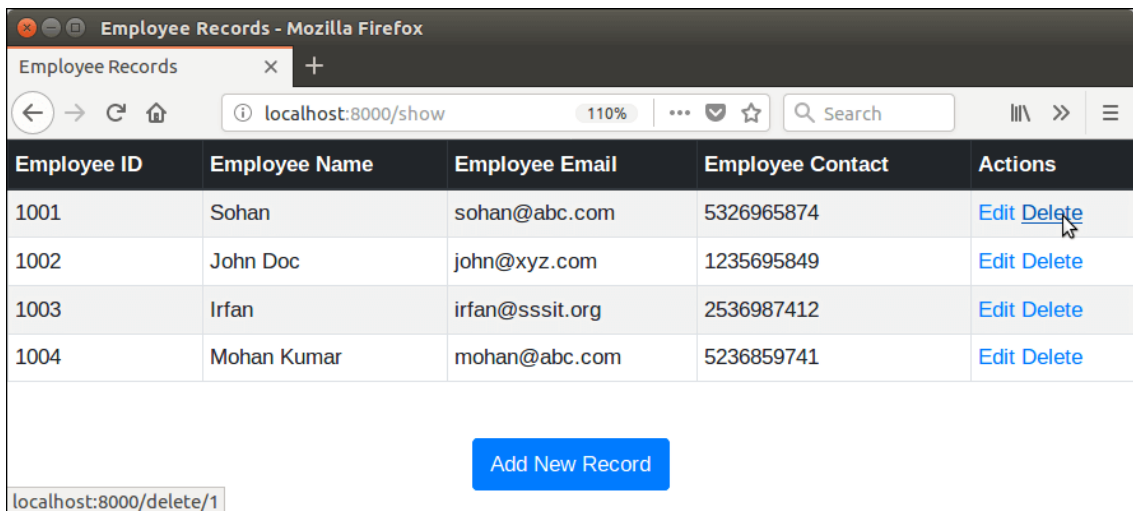 Employee Records - Mozilla Firefox
Employee Records
localhost:8000/show 110% Search
Employee ID Employee Name Employee Email Employee Contact Actions
1001 Sohan sohan@abc.com 5326965874 Edit Delete
1002 John Doc john@xyz.com 1235695849 Edit Delete
1003 Irfan irfan@sssit.org 2536987412 Edit Delete
1004 Mohan Kumar mohan@abc.com 5236859741 Edit Delete
Add New Record
localhost:8000/delete/1